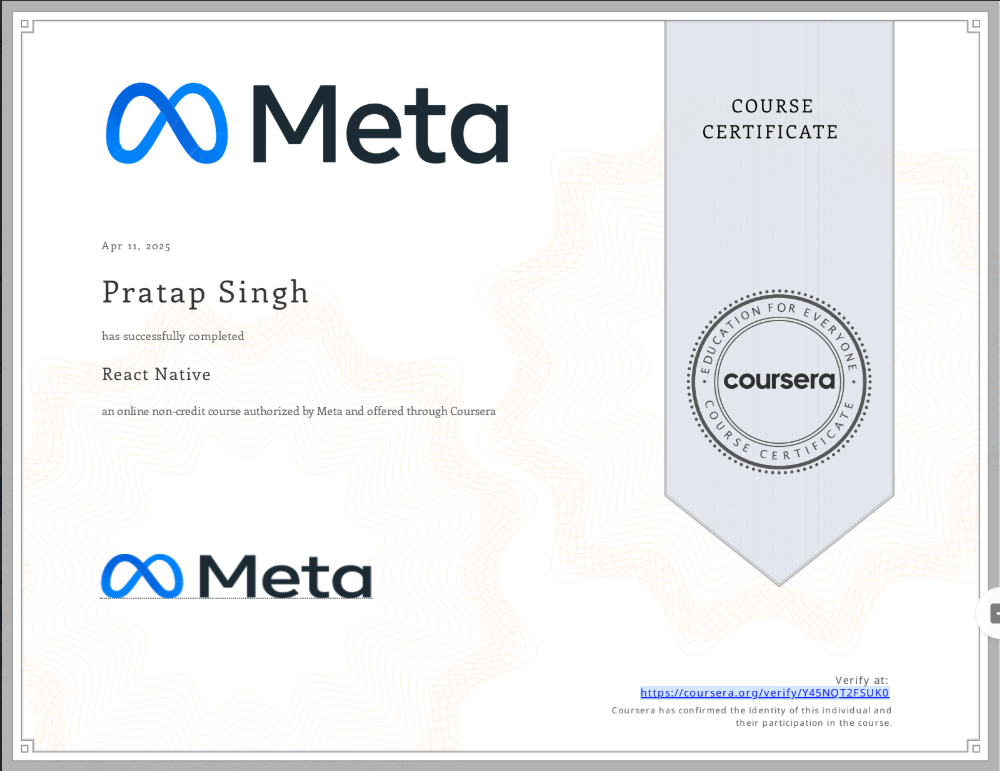 Meta
COURSE
CERTIFICATE
Apr 11, 2025
Pratap Singh
has successfully completed
React Native
an online non-credit course authorized by Meta and offered through Coursera
EDUCATION FOR EVERYONE
coursera
COURSE CERTIFICATE
Meta
Verify at:
https://coursera.org/verify/Y45NQT2FSUK0
Coursera has confirmed the identity of this individual and
their participation in the course.